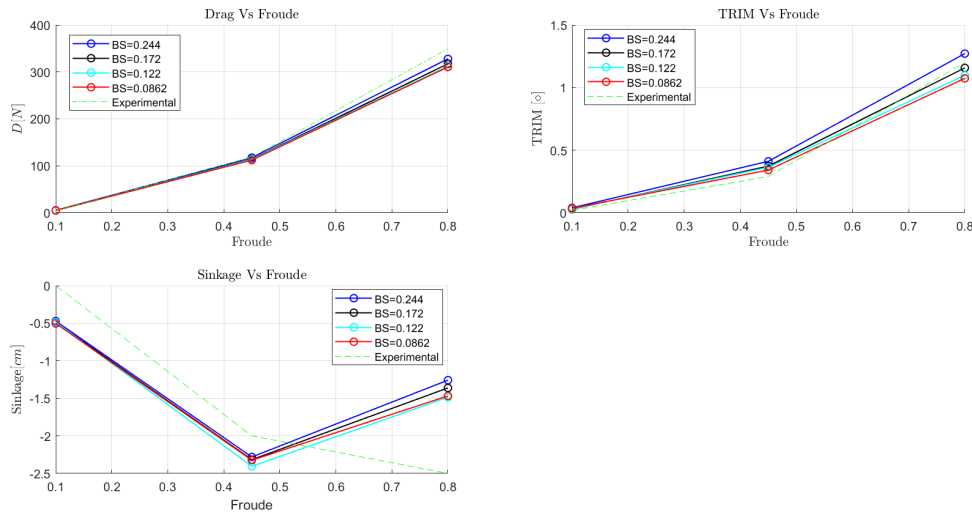 Drag Vs Froude
400
300
200
100
0
D[N]
BS=0.244
BS=0.172
BS=0.122
BS=0.0862
Experimental
0.1 0.2 0.3 0.4 0.5 0.6 0.7 0.8
Froude
TRIM Vs Froude
1.5
1
0.5
0
TRIM [∘]
BS=0.244
BS=0.172
BS=0.122
BS=0.0862
Experimental
0.1 0.2 0.3 0.4 0.5 0.6 0.7 0.8
Froude
Sinkage Vs Froude
0
-0.5
-1
-1.5
-2
-2.5
Sinkage[cm]
BS=0.244
BS=0.172
BS=0.122
BS=0.0862
Experimental
0.1 0.2 0.3 0.4 0.5 0.6 0.7 0.8
Froude